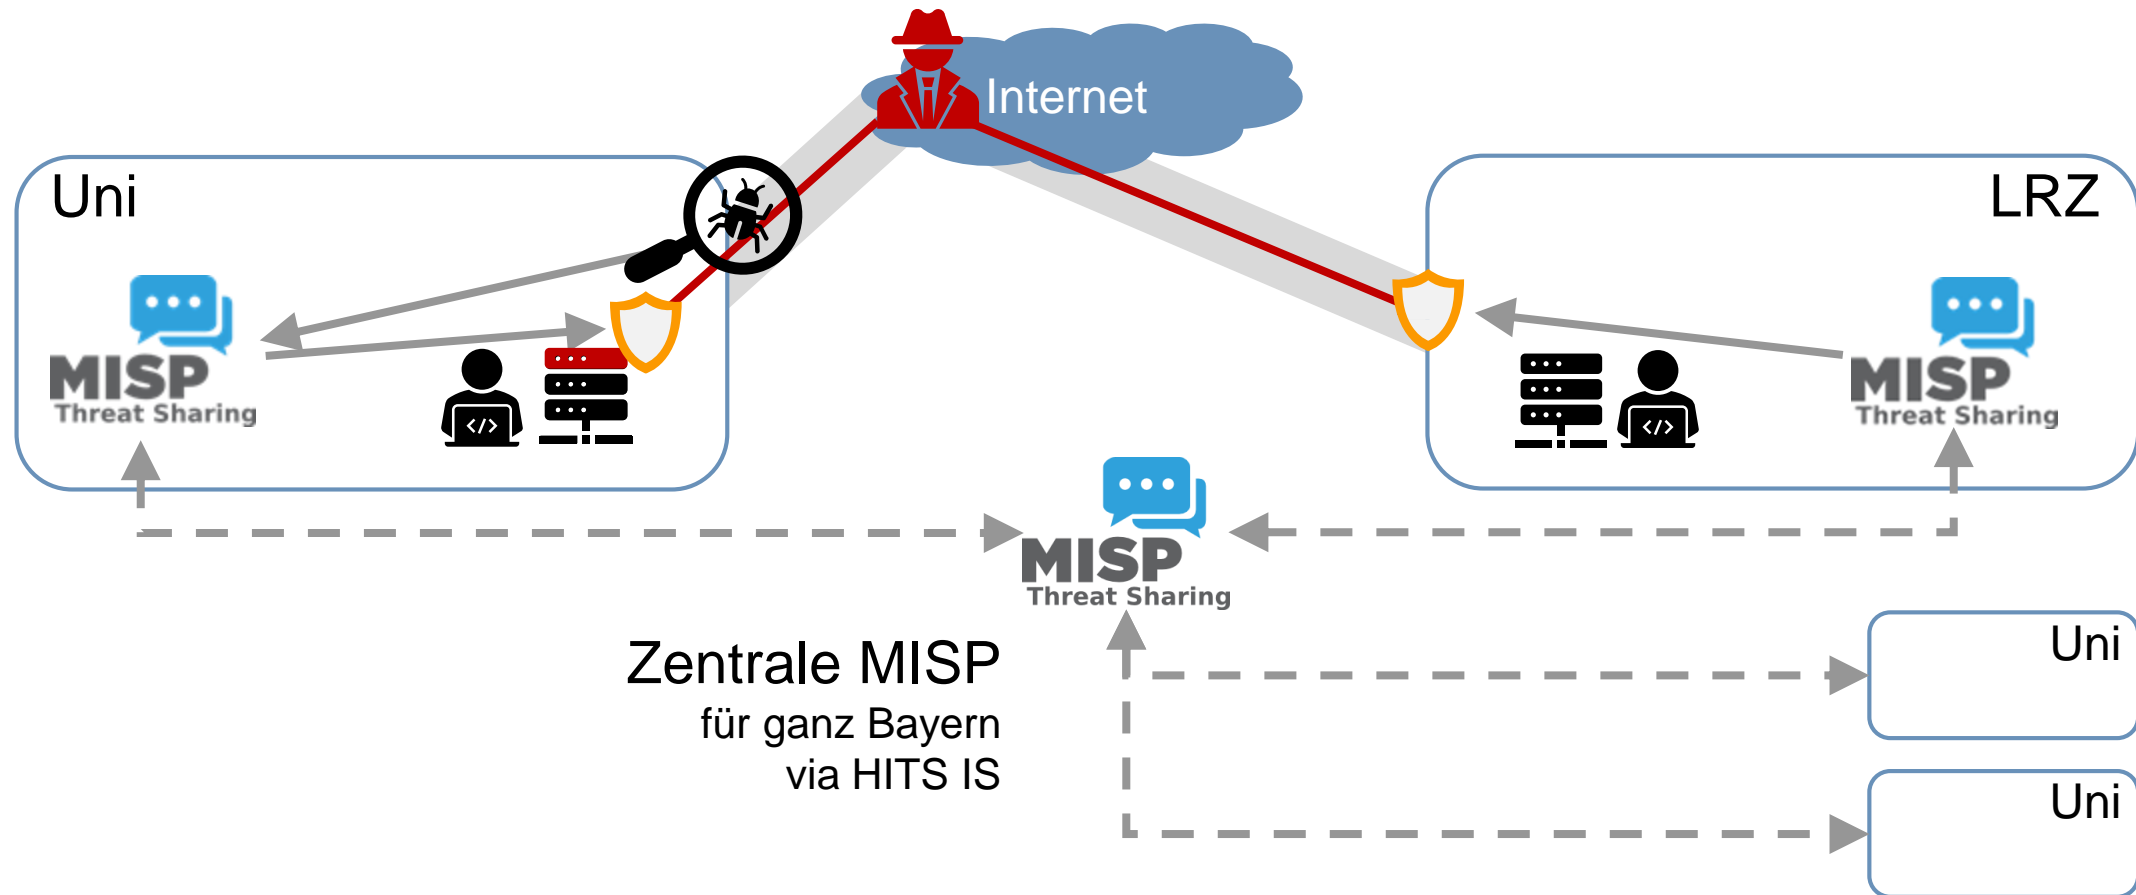 Internet
Uni
LRZ
MISP
Threat Sharing
</>
</>
MISP
Threat Sharing
MISP
Threat Sharing
Zentrale MISP
für ganz Bayern
via HITS IS
Uni
Uni